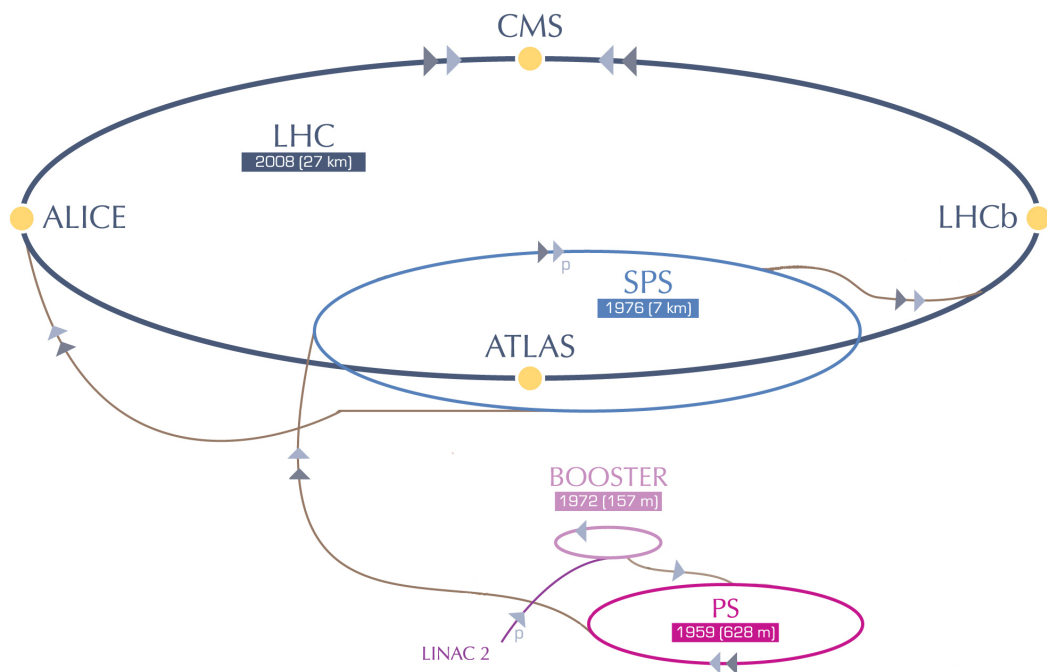 CMS
LHC
2008 (27 km)
ALICE
LHCb
p
SPS
1976 (7 km)
ATLAS
BOOSTER
1972 (157 m)
PS
1959 (628 m)
p
LINAC 2